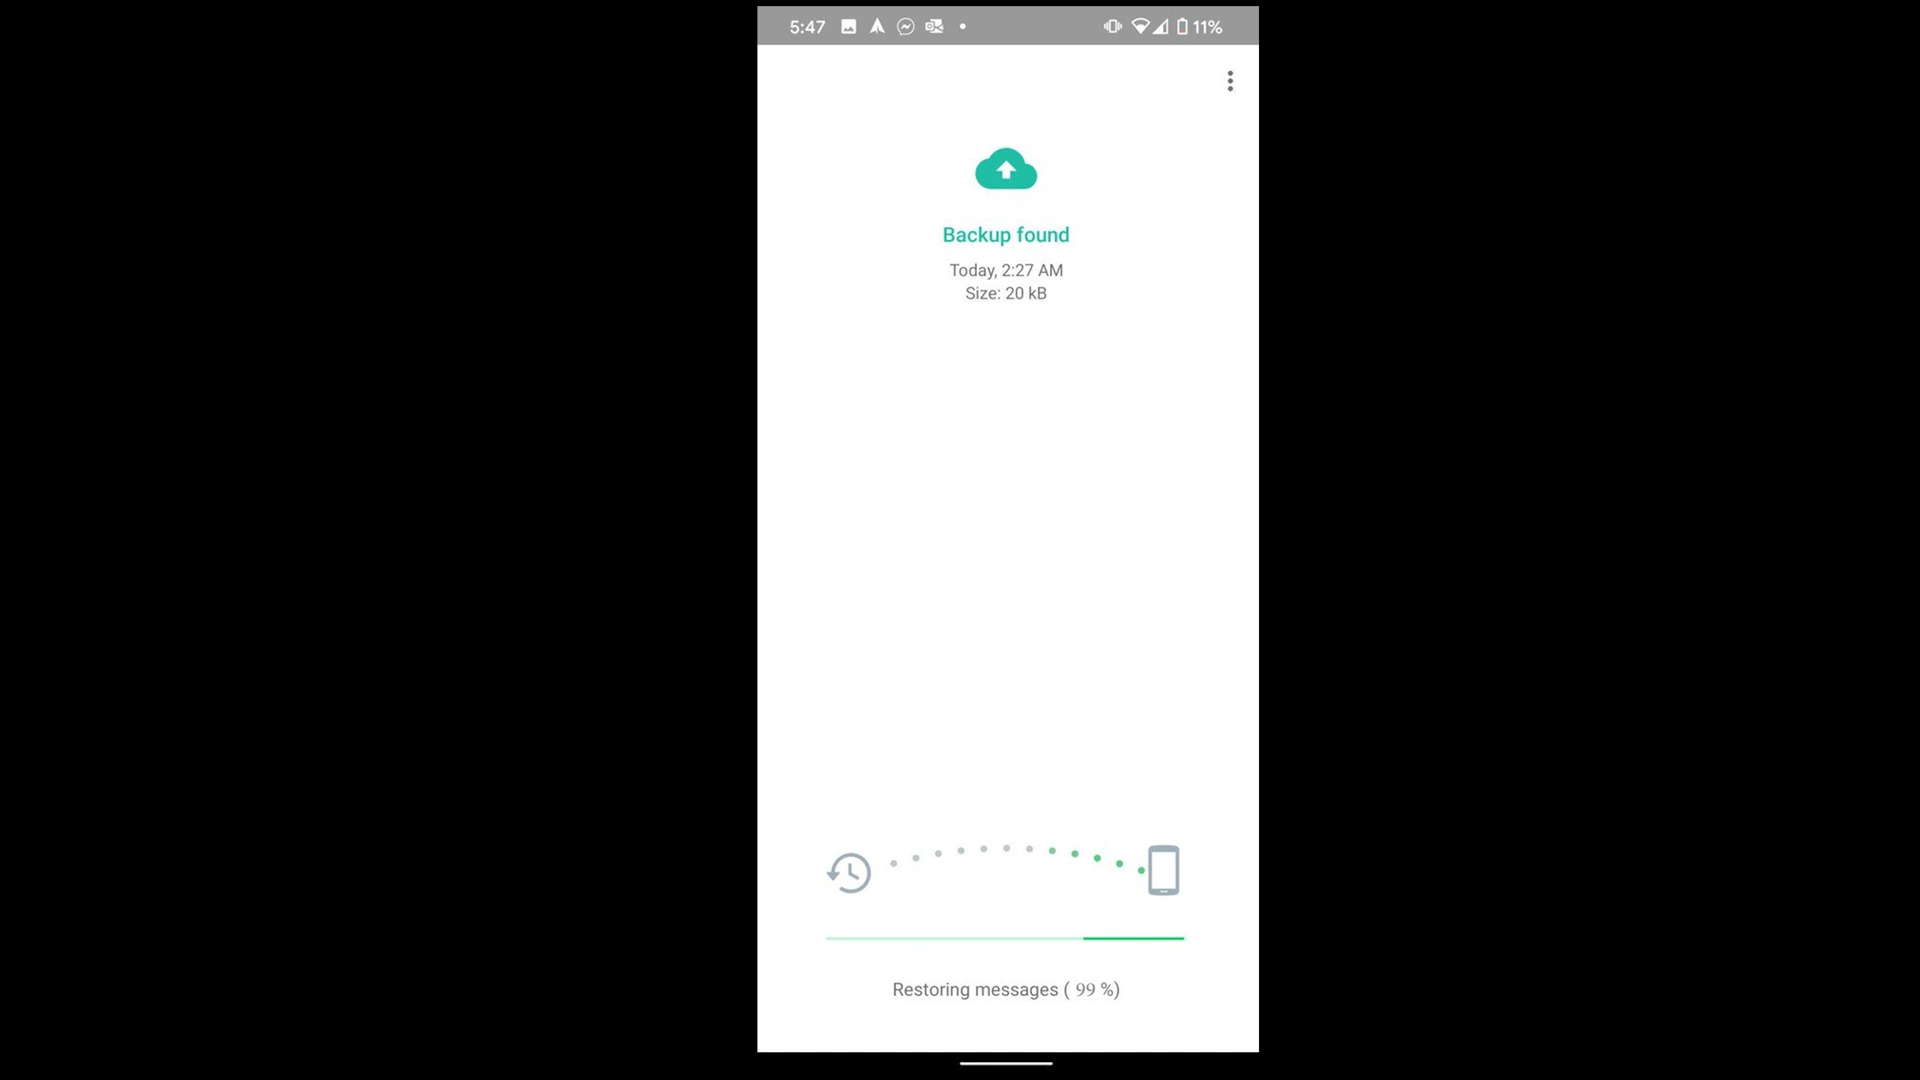 5:47
11%
Backup found
Today, 2:27 AM
Size: 20 kB
Restoring messages ( 99 %)